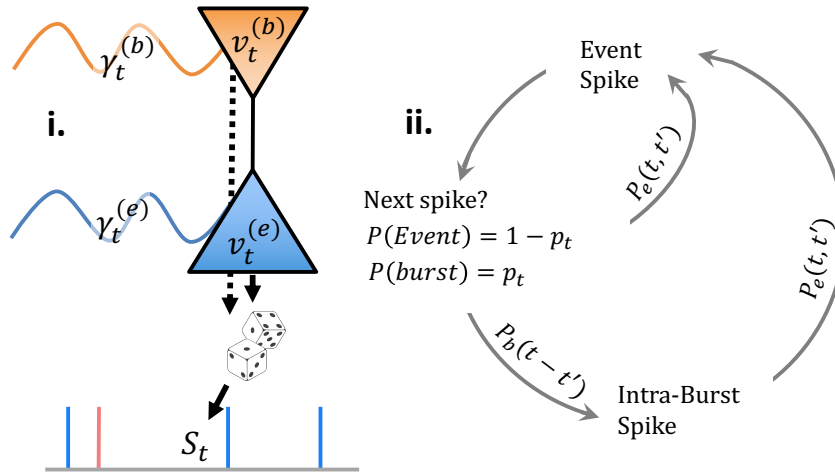 γ_t^(b)
v_t^(b)
i.
γ_t^(e)
v_t^(e)
S_t
ii.
Event
Spike
P_e(t, t′)
P_e(t, t′)
Next spike?
P(Event) = 1 − p_t
P(burst) = p_t
P_b(t − t′)
Intra-Burst
Spike